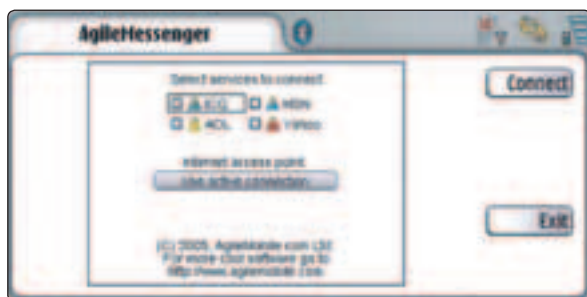 AgileMessenger
Select services to connect
Connect
ICQ MSN
AOL Yahoo
Internet access point
Use active connection
Exit
(C) 2005, AgileMobile.com Ltd
For more cool software go to
http://www.agilemobile.com